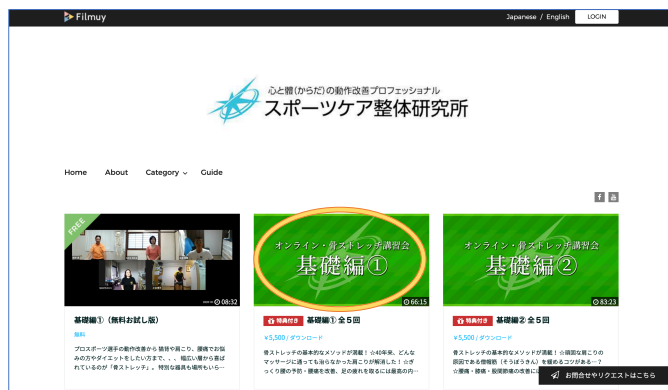 Filmuy
Japanese / English
LOGIN
心と體(からだ)の動作改善プロフェッショナル
スポーツケア整体研究所
Home About Category Guide
FREE
08:32
オンライン・骨ストレッチ講習会
基礎編①
66:15
オンライン・骨ストレッチ講習会
基礎編②
83:23
基礎編①（無料お試し版）
無料
プロスポーツ選手の動作改善から 猫背や肩こり、腰痛でお悩
みの方やダイエットをしたい方まで、、、 幅広い層から喜ば
れているのが「骨ストレッチ」。 特別な器具も場所もいら…
特典付き 基礎編① 全５回
￥5,500 / ダウンロード
骨ストレッチの基本的なメソッドが満載！ ☆40年来、どんな
マッサージに通っても治らなかった肩こりが解消した！ ☆ぎ
っくり腰の予防・腰痛を改善、足の疲れを取るには最高の内…
特典付き 基礎編② 全５回
￥5,500 / ダウンロード
骨ストレッチの基本的なメソッドが満載！ ☆頑固な肩こりの
原因である僧帽筋（そうぼうきん）を緩めるコツがある…？
☆腰痛・膝痛・股関節痛の改善に
お問合せやリクエストはこちら